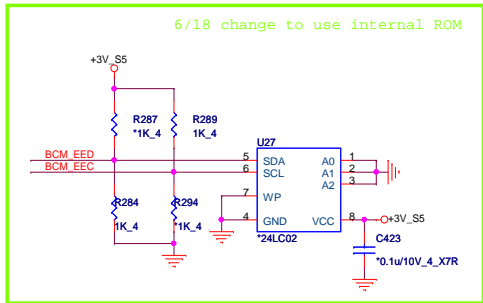 6/18 change to use internal ROM
+3V_S5
R287
*1K_4
R289
1K_4
BCM_EED
BCM_EEC
R284
1K_4
R294
*1K_4
U27
5 SDA A0 1
6 SCL A1 2
A2 3
7 WP
4 GND VCC 8
+3V_S5
*24LC02
C423
*0.1u/10V_4_X7R